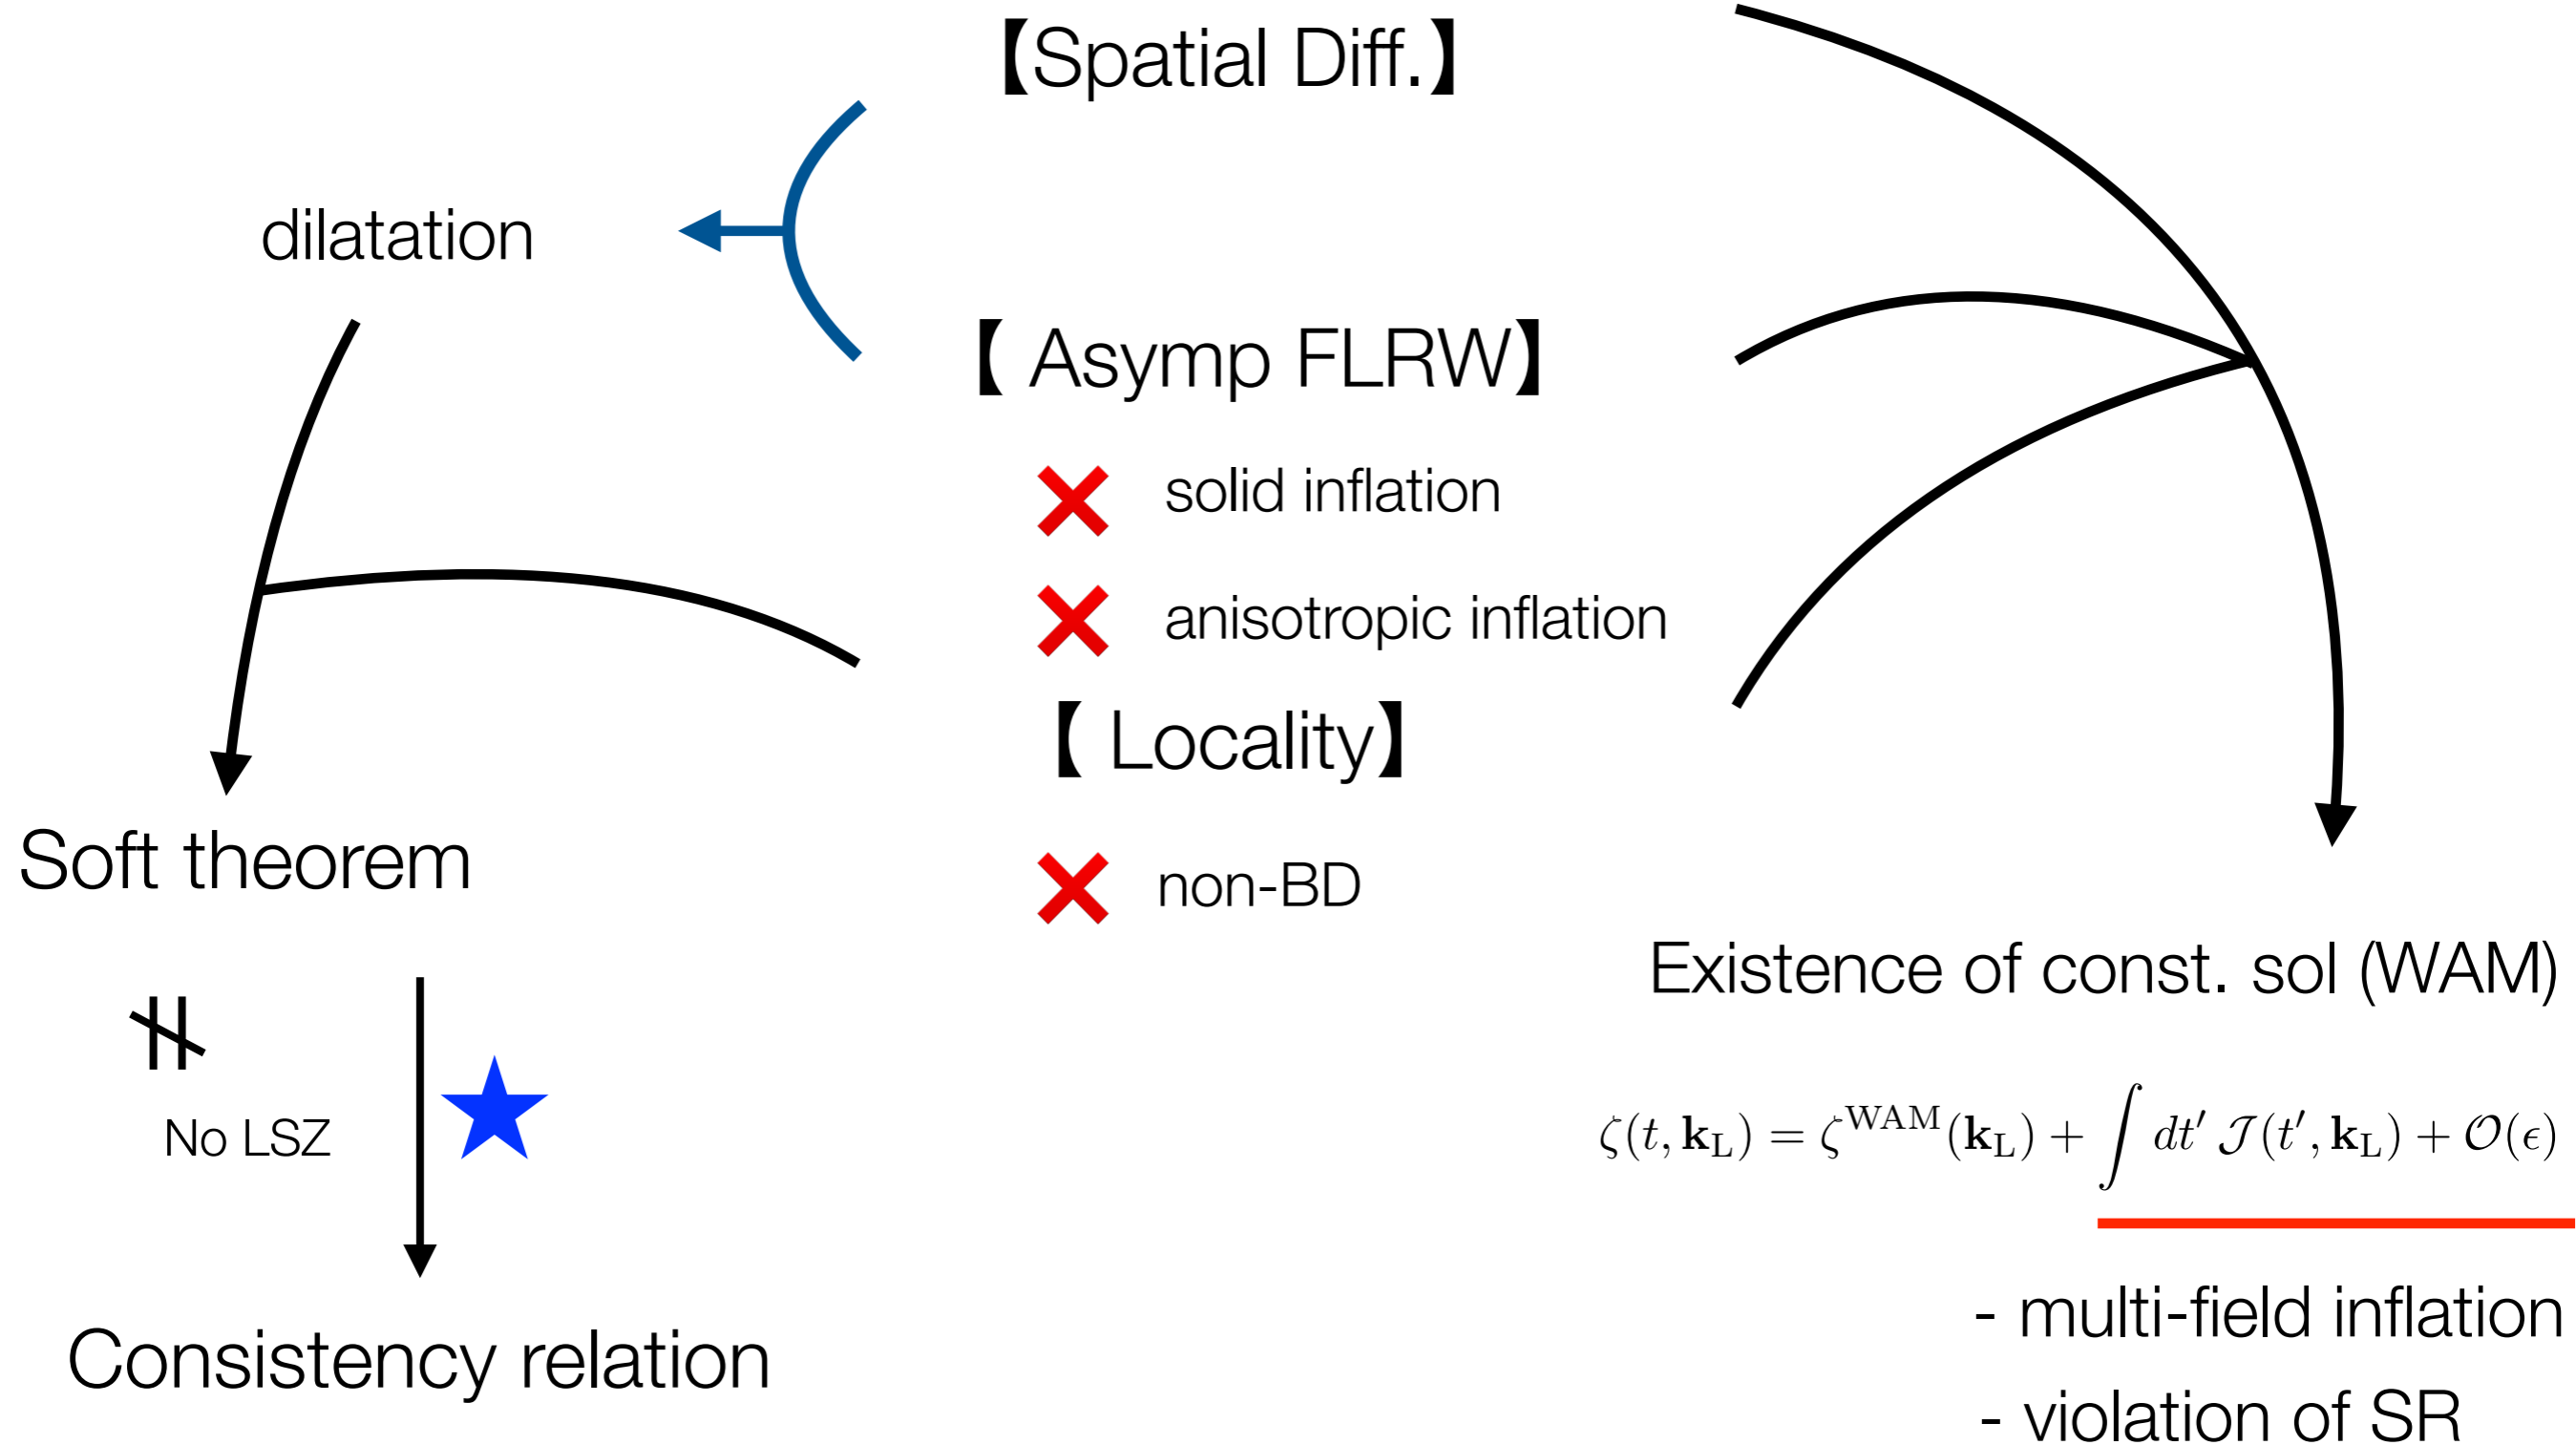 【Spatial Diff.】
dilatation
【 Asymp FLRW】
solid inflation
anisotropic inflation
【 Locality】
non-BD
Soft theorem
No LSZ
Consistency relation
Existence of const. sol (WAM)
ζ(t, k_L) = ζ^WAM(k_L) + ∫ dt′ 𝒥(t′, k_L) + 𝒪(ϵ)
- multi-field inflation
- violation of SR